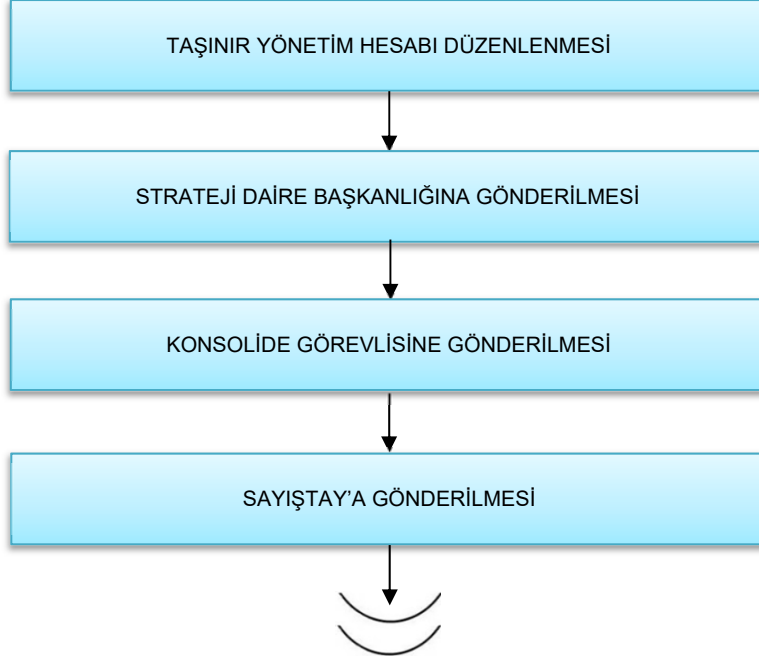 TAŞINIR YÖNETİM HESABI DÜZENLENMESİ
STRATEJİ DAİRE BAŞKANLIĞINA GÖNDERİLMESİ
KONSOLİDE GÖREVLİSİNE GÖNDERİLMESİ
SAYIŞTAY’A GÖNDERİLMESİ